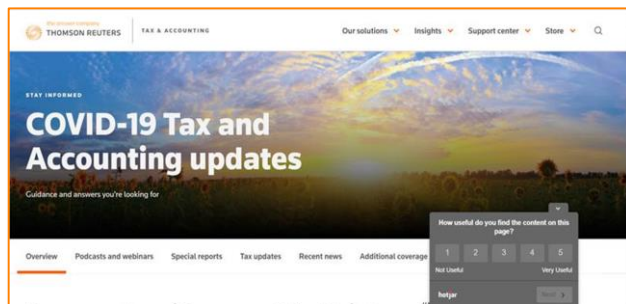 the answer company
THOMSON REUTERS
TAX & ACCOUNTING
Our solutions
Insights
Support center
Store
STAY INFORMED
COVID-19 Tax and
Accounting updates
Guidance and answers you're looking for
How useful do you find the content on this
page?
1 2 3 4 5
Not Useful Very Useful
hotjar Next
Overview Podcasts and webinars Special reports Tax updates Recent news Additional coverage